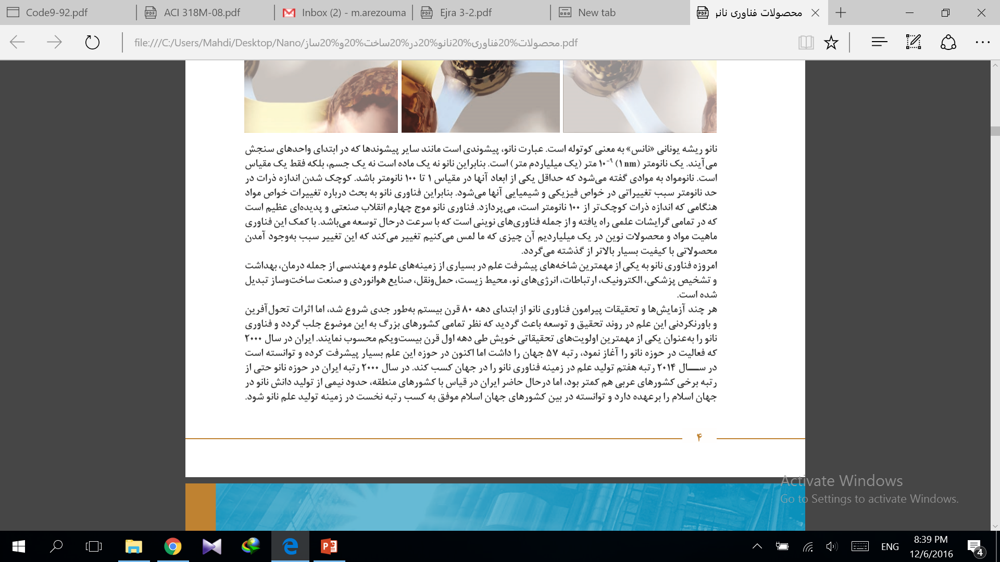 Code9-92.pdf
ACI 318M-08.pdf
Inbox (2) - m.arezouma
Ejra 3-2.pdf
New tab
محصولات فناوری نانو
file:///C:/Users/Mahdi/Desktop/Nano/محصولات%20فناوری%20نانو%20در%20ساخت%20و%20ساز.pdf
نانو ریشه یونانی «نانس» به معنی کوتوله است. عبارت نانو، پیشوندی است مانند سایر پیشوندها که در ابتدای واحدهای سنجش
می‌آیند. یک نانومتر (۱ nm) ۱۰⁻⁹ متر (یک میلیاردم متر) است. بنابراین نانو نه یک ماده است نه یک جسم، بلکه فقط یک مقیاس
است. نانومواد به موادی گفته می‌شود که حداقل یکی از ابعاد آنها در مقیاس ۱ تا ۱۰۰ نانومتر باشد. کوچک شدن اندازه ذرات در
حد نانومتر سبب تغییراتی در خواص فیزیکی و شیمیایی آنها می‌شود. بنابراین فناوری نانو به بحث درباره تغییرات خواص مواد
هنگامی که اندازه ذرات کوچک‌تر از ۱۰۰ نانومتر است، می‌پردازد. فناوری نانو موج چهارم انقلاب صنعتی و پدیده‌ای عظیم است
که در تمامی گرایشات علمی راه یافته و از جمله فناوری‌های نوینی است که با سرعت درحال توسعه می‌باشد. با کمک این فناوری
ماهیت مواد و محصولات نوین در یک میلیاردیم آن چیزی که ما لمس می‌کنیم تغییر می‌کند که این تغییر سبب به‌وجود آمدن
محصولاتی با کیفیت بسیار بالاتر از گذشته می‌گردد.
امروزه فناوری نانو به یکی از مهمترین شاخه‌های پیشرفت علم در بسیاری از زمینه‌های علوم و مهندسی از جمله درمان، بهداشت
و تشخیص پزشکی، الکترونیک، ارتباطات، انرژی‌های نو، محیط زیست، حمل‌ونقل، صنایع هوانوردی و صنعت ساخت‌وساز تبدیل
شده است.
هر چند آزمایش‌ها و تحقیقات پیرامون فناوری نانو از ابتدای دهه ۸۰ قرن بیستم به‌طور جدی شروع شد، اما اثرات تحول‌آفرین
و باورنکردنی این علم در روند تحقیق و توسعه باعث گردید که نظر تمامی کشورهای بزرگ به این موضوع جلب گردد و فناوری
نانو را به‌عنوان یکی از مهمترین اولویت‌های تحقیقاتی خویش طی دهه اول قرن بیست‌ویکم محسوب نمایند. ایران در سال ۲۰۰۰
که فعالیت در حوزه نانو را آغاز نمود، رتبه ۵۷ جهان را داشت اما اکنون در حوزه این علم بسیار پیشرفت کرده و توانسته است
در ســـال ۲۰۱۴ رتبه هفتم تولید علم در زمینه فناوری نانو را در جهان کسب کند. در سال ۲۰۰۰ رتبه ایران در حوزه نانو حتی از
رتبه برخی کشورهای عربی هم کمتر بود، اما درحال حاضر ایران در قیاس با کشورهای منطقه، حدود نیمی از تولید دانش نانو در
جهان اسلام را برعهده دارد و توانسته در بین کشورهای جهان اسلام موفق به کسب رتبه نخست در زمینه تولید علم نانو شود.
۴
Activate Windows
Go to Settings to activate Windows.
ENG
8:39 PM
12/6/2016
4